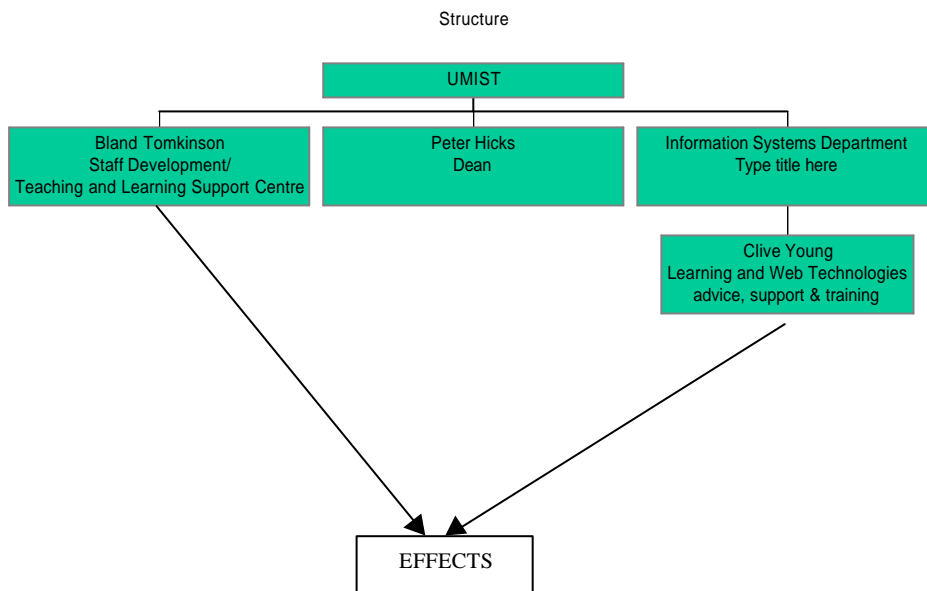 Structure
UMIST
Bland Tomkinson
Staff Development/
Teaching and Learning Support Centre
Peter Hicks
Dean
Information Systems Department
Type title here
Clive Young
Learning and Web Technologies
advice, support & training
EFFECTS